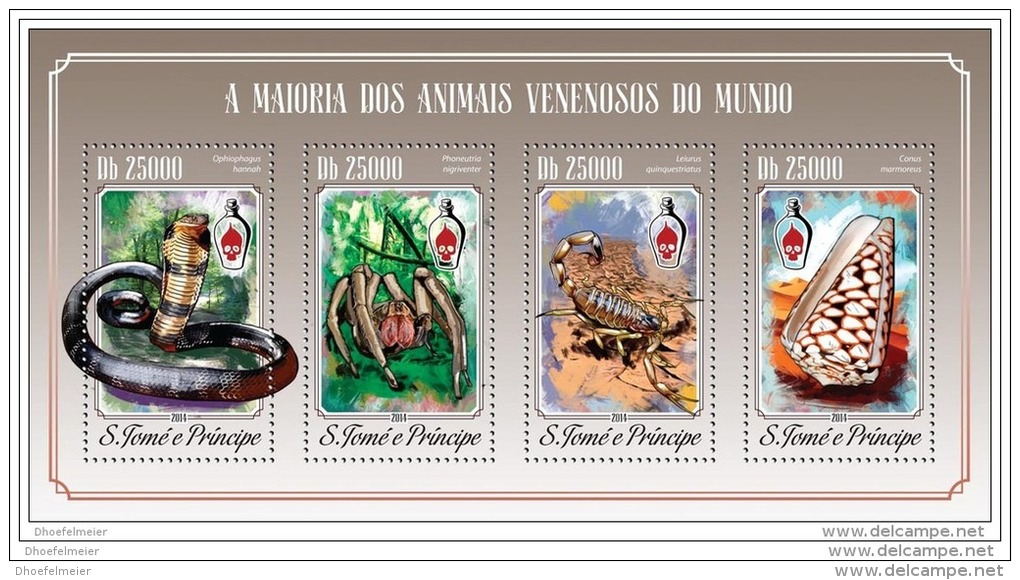 A MAIORIA DOS ANIMAIS VENENOSOS DO MUNDO
Db 25000
Ophiophagus
hannah
2014
S.Tomé e Príncipe
Db 25000
Phoneutria
nigriventer
2014
S.Tomé e Príncipe
Db 25000
Leiurus
quinquestriatus
2014
S.Tomé e Príncipe
Db 25000
Conus
marmoreus
2014
S.Tomé e Príncipe
Dhoefelmeier
www.delcampe.net
Dhoefelmeier
www.delcampe.net
Dhoefelmeier
www.delcampe.net